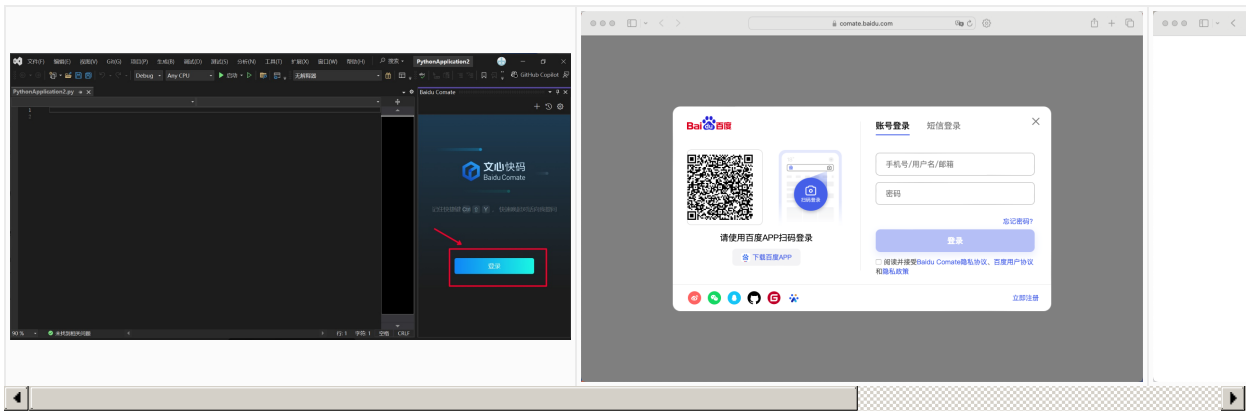 文件(F) 编辑(E) 视图(V) Git(G) 项目(P) 生成(B) 调试(D) 测试(S) 分析(N) 工具(T) 扩展(X) 窗口(W) 帮助(H) 搜索 PythonApplication2
Debug Any CPU 启动 无解释器 GitHub Copilot
PythonApplication2.py
Baidu Comate
1
文心快码
Baidu Comate
Ctrl E Y
登录
90 % 未找到相关问题 行: 1 字符: 1 空格 CRLF
comate.baidu.com
Bai du 百度
扫码登录
请使用百度APP扫码登录
下载百度APP
账号登录 短信登录
手机号/用户名/邮箱
密码
忘记密码?
登录
阅读并接受Baidu Comate隐私协议、百度用户协议
和隐私政策
立即注册